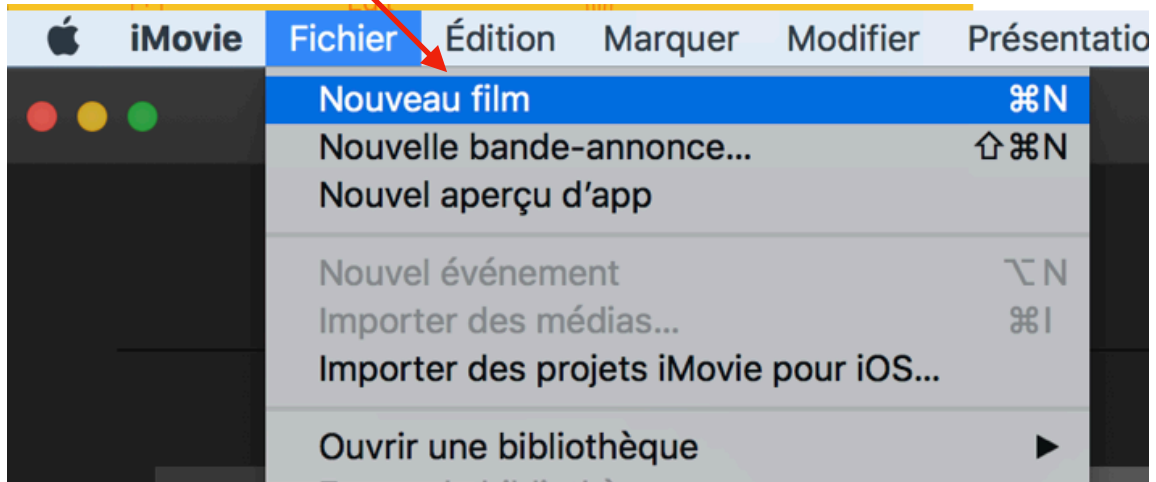 iMovie Fichier Édition Marquer Modifier Présentatio
Nouveau film ⌘N
Nouvelle bande-annonce... ⇧⌘N
Nouvel aperçu d’app
Nouvel événement ⌥N
Importer des médias... ⌘I
Importer des projets iMovie pour iOS...
Ouvrir une bibliothèque